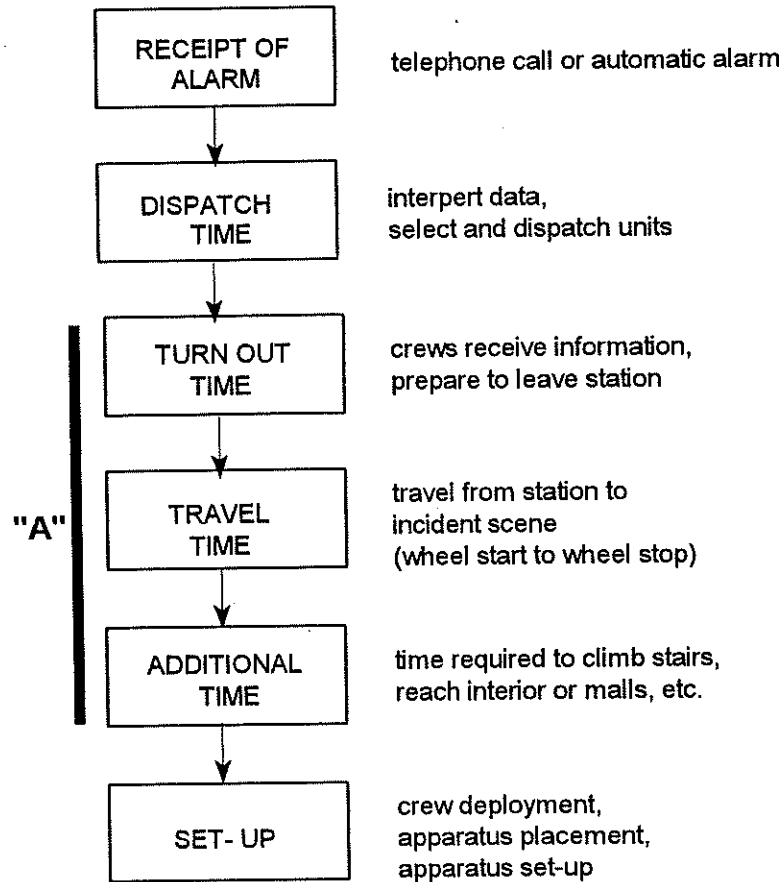 RECEIPT OF
ALARM
telephone call or automatic alarm
DISPATCH
TIME
interpert data,
select and dispatch units
TURN OUT
TIME
crews receive information,
prepare to leave station
"A"
TRAVEL
TIME
travel from station to
incident scene
(wheel start to wheel stop)
ADDITIONAL
TIME
time required to climb stairs,
reach interior or malls, etc.
SET- UP
crew deployment,
apparatus placement,
apparatus set-up